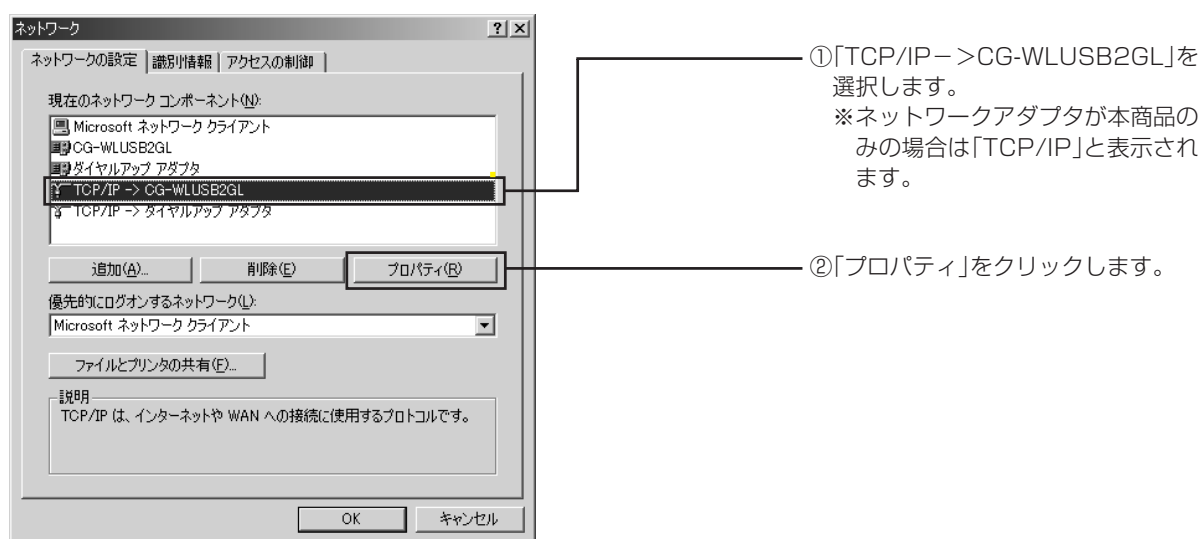 ネットワーク
ネットワークの設定 識別情報 アクセスの制御
現在のネットワーク コンポーネント(N):
Microsoft ネットワーク クライアント
CG-WLUSB2GL
ダイヤルアップ アダプタ
TCP/IP -> CG-WLUSB2GL
TCP/IP -> ダイヤルアップ アダプタ
追加(A)... 削除(E) プロパティ(R)
優先的にログオンするネットワーク(L):
Microsoft ネットワーク クライアント
ファイルとプリンタの共有(F)...
説明
TCP/IP は、インターネットや WAN への接続に使用するプロトコルです。
OK キャンセル
①「TCP/IP−>CG-WLUSB2GL」を
選択します。
※ネットワークアダプタが本商品の
みの場合は「TCP/IP」と表示され
ます。
②「プロパティ」をクリックします。